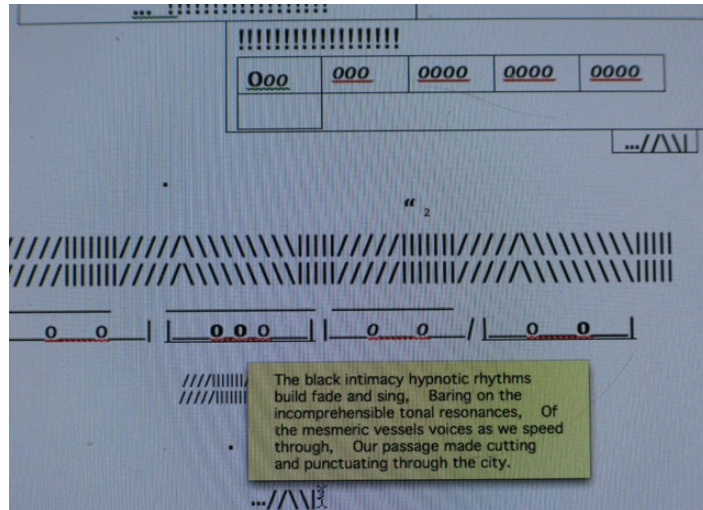 ... !!!!!!!!!!!!!!!!!!
!!!!!!!!!!!!!!!!!!!
Ooo ooo oooo oooo oooo
...//\\|
“ 2
/////|||||||/////\\\\\\\\\\|||||/////|||||||/////\\\\\\\\\\|||||
/////|||||||/////\\\\\\\\\\|||||/////|||||||/////\\\\\\\\\\|||||
o o | |o o o| | o o / |o o|
////|||||||/
/////|||||||
The black intimacy hypnotic rhythms
build fade and sing, Baring on the
incomprehensible tonal resonances, Of
the mesmeric vessels voices as we speed
through, Our passage made cutting
and punctuating through the city.
...//\\|